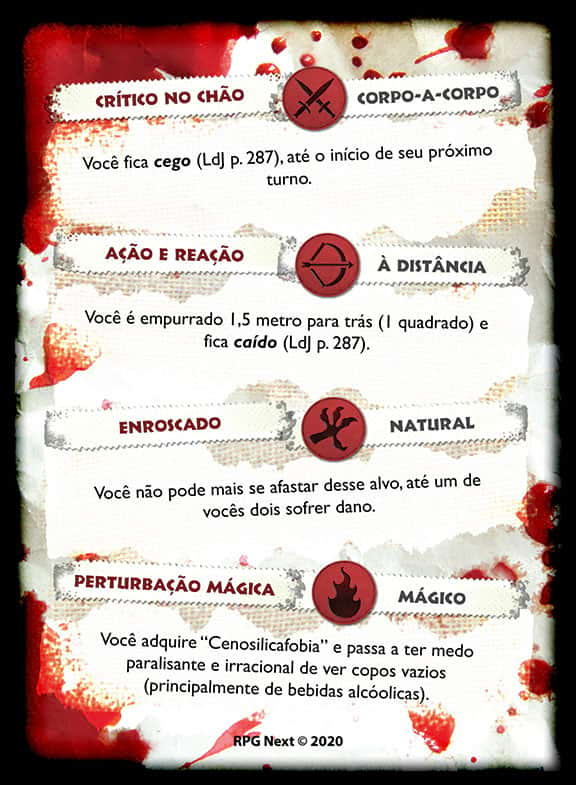 CRÍTICO NO CHÃO CORPO-A-CORPO
Você fica cego (LdJ p. 287), até o início de seu próximo
turno.
AÇÃO E REAÇÃO À DISTÂNCIA
Você é empurrado 1,5 metro para trás (1 quadrado) e
fica caído (LdJ p. 287).
ENROSCADO NATURAL
Você não pode mais se afastar desse alvo, até um de
vocês dois sofrer dano.
PERTURBAÇÃO MÁGICA MÁGICO
Você adquire “Cenosilicafobia” e passa a ter medo
paralisante e irracional de ver copos vazios
(principalmente de bebidas alcóolicas).
RPG Next © 2020